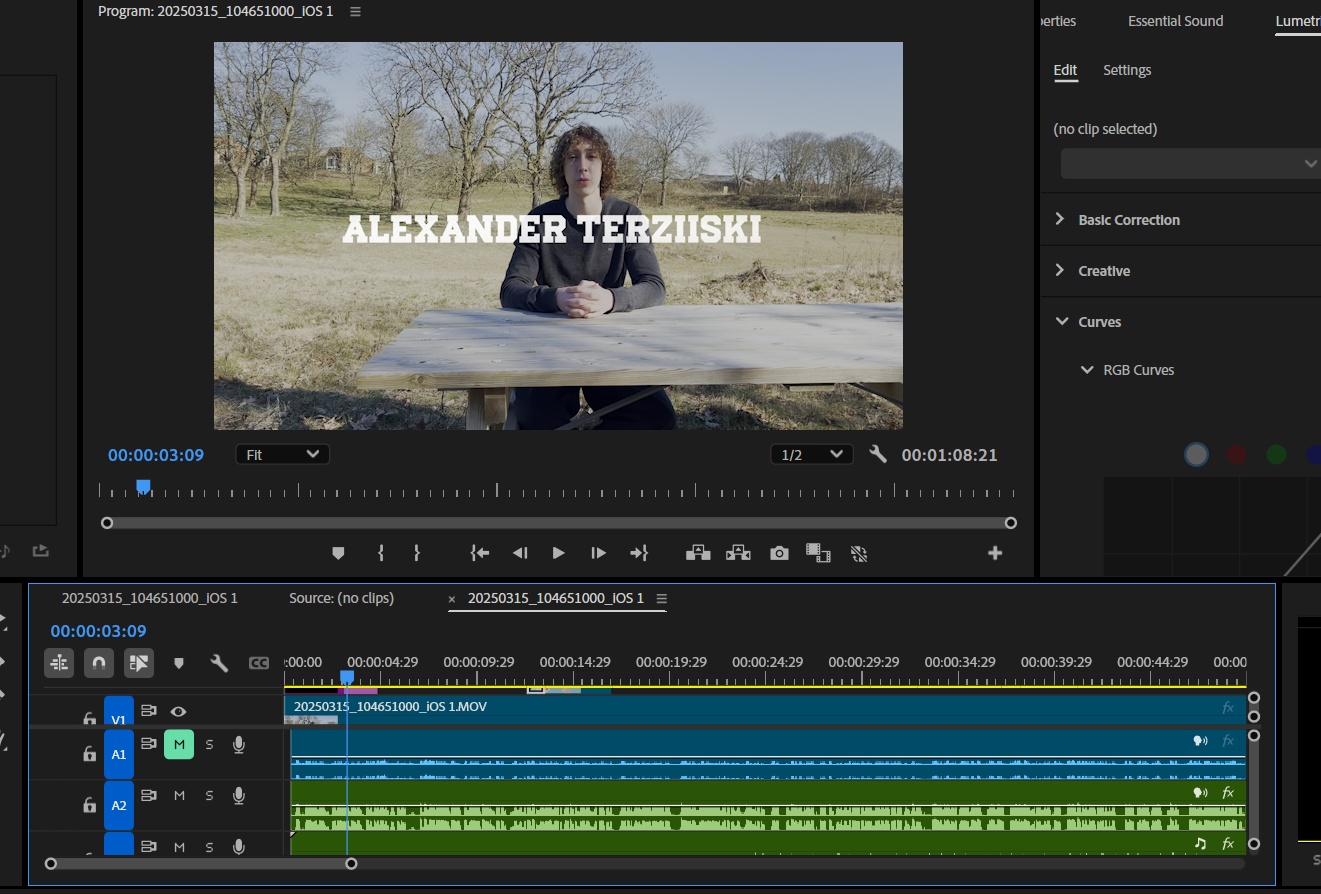 Program: 20250315_104651000_iOS 1
Essential Sound
Edit
Settings
(no clip selected)
Basic Correction
Creative
Curves
RGB Curves
ALEXANDER TERZIISKI
00:00:03:09
Fit
1/2
00:01:08:21
20250315_104651000_iOS 1
Source: (no clips)
× 20250315_104651000_iOS 1
00:00:03:09
CC
:00:00 00:00:04:29 00:00:09:29 00:00:14:29 00:00:19:29 00:00:24:29 00:00:29:29 00:00:34:29 00:00:39:29 00:00:44:29 00:00
V1
20250315_104651000_iOS 1.MOV
fx
A1
M
S
fx
A2
M
S
fx
M
S
fx